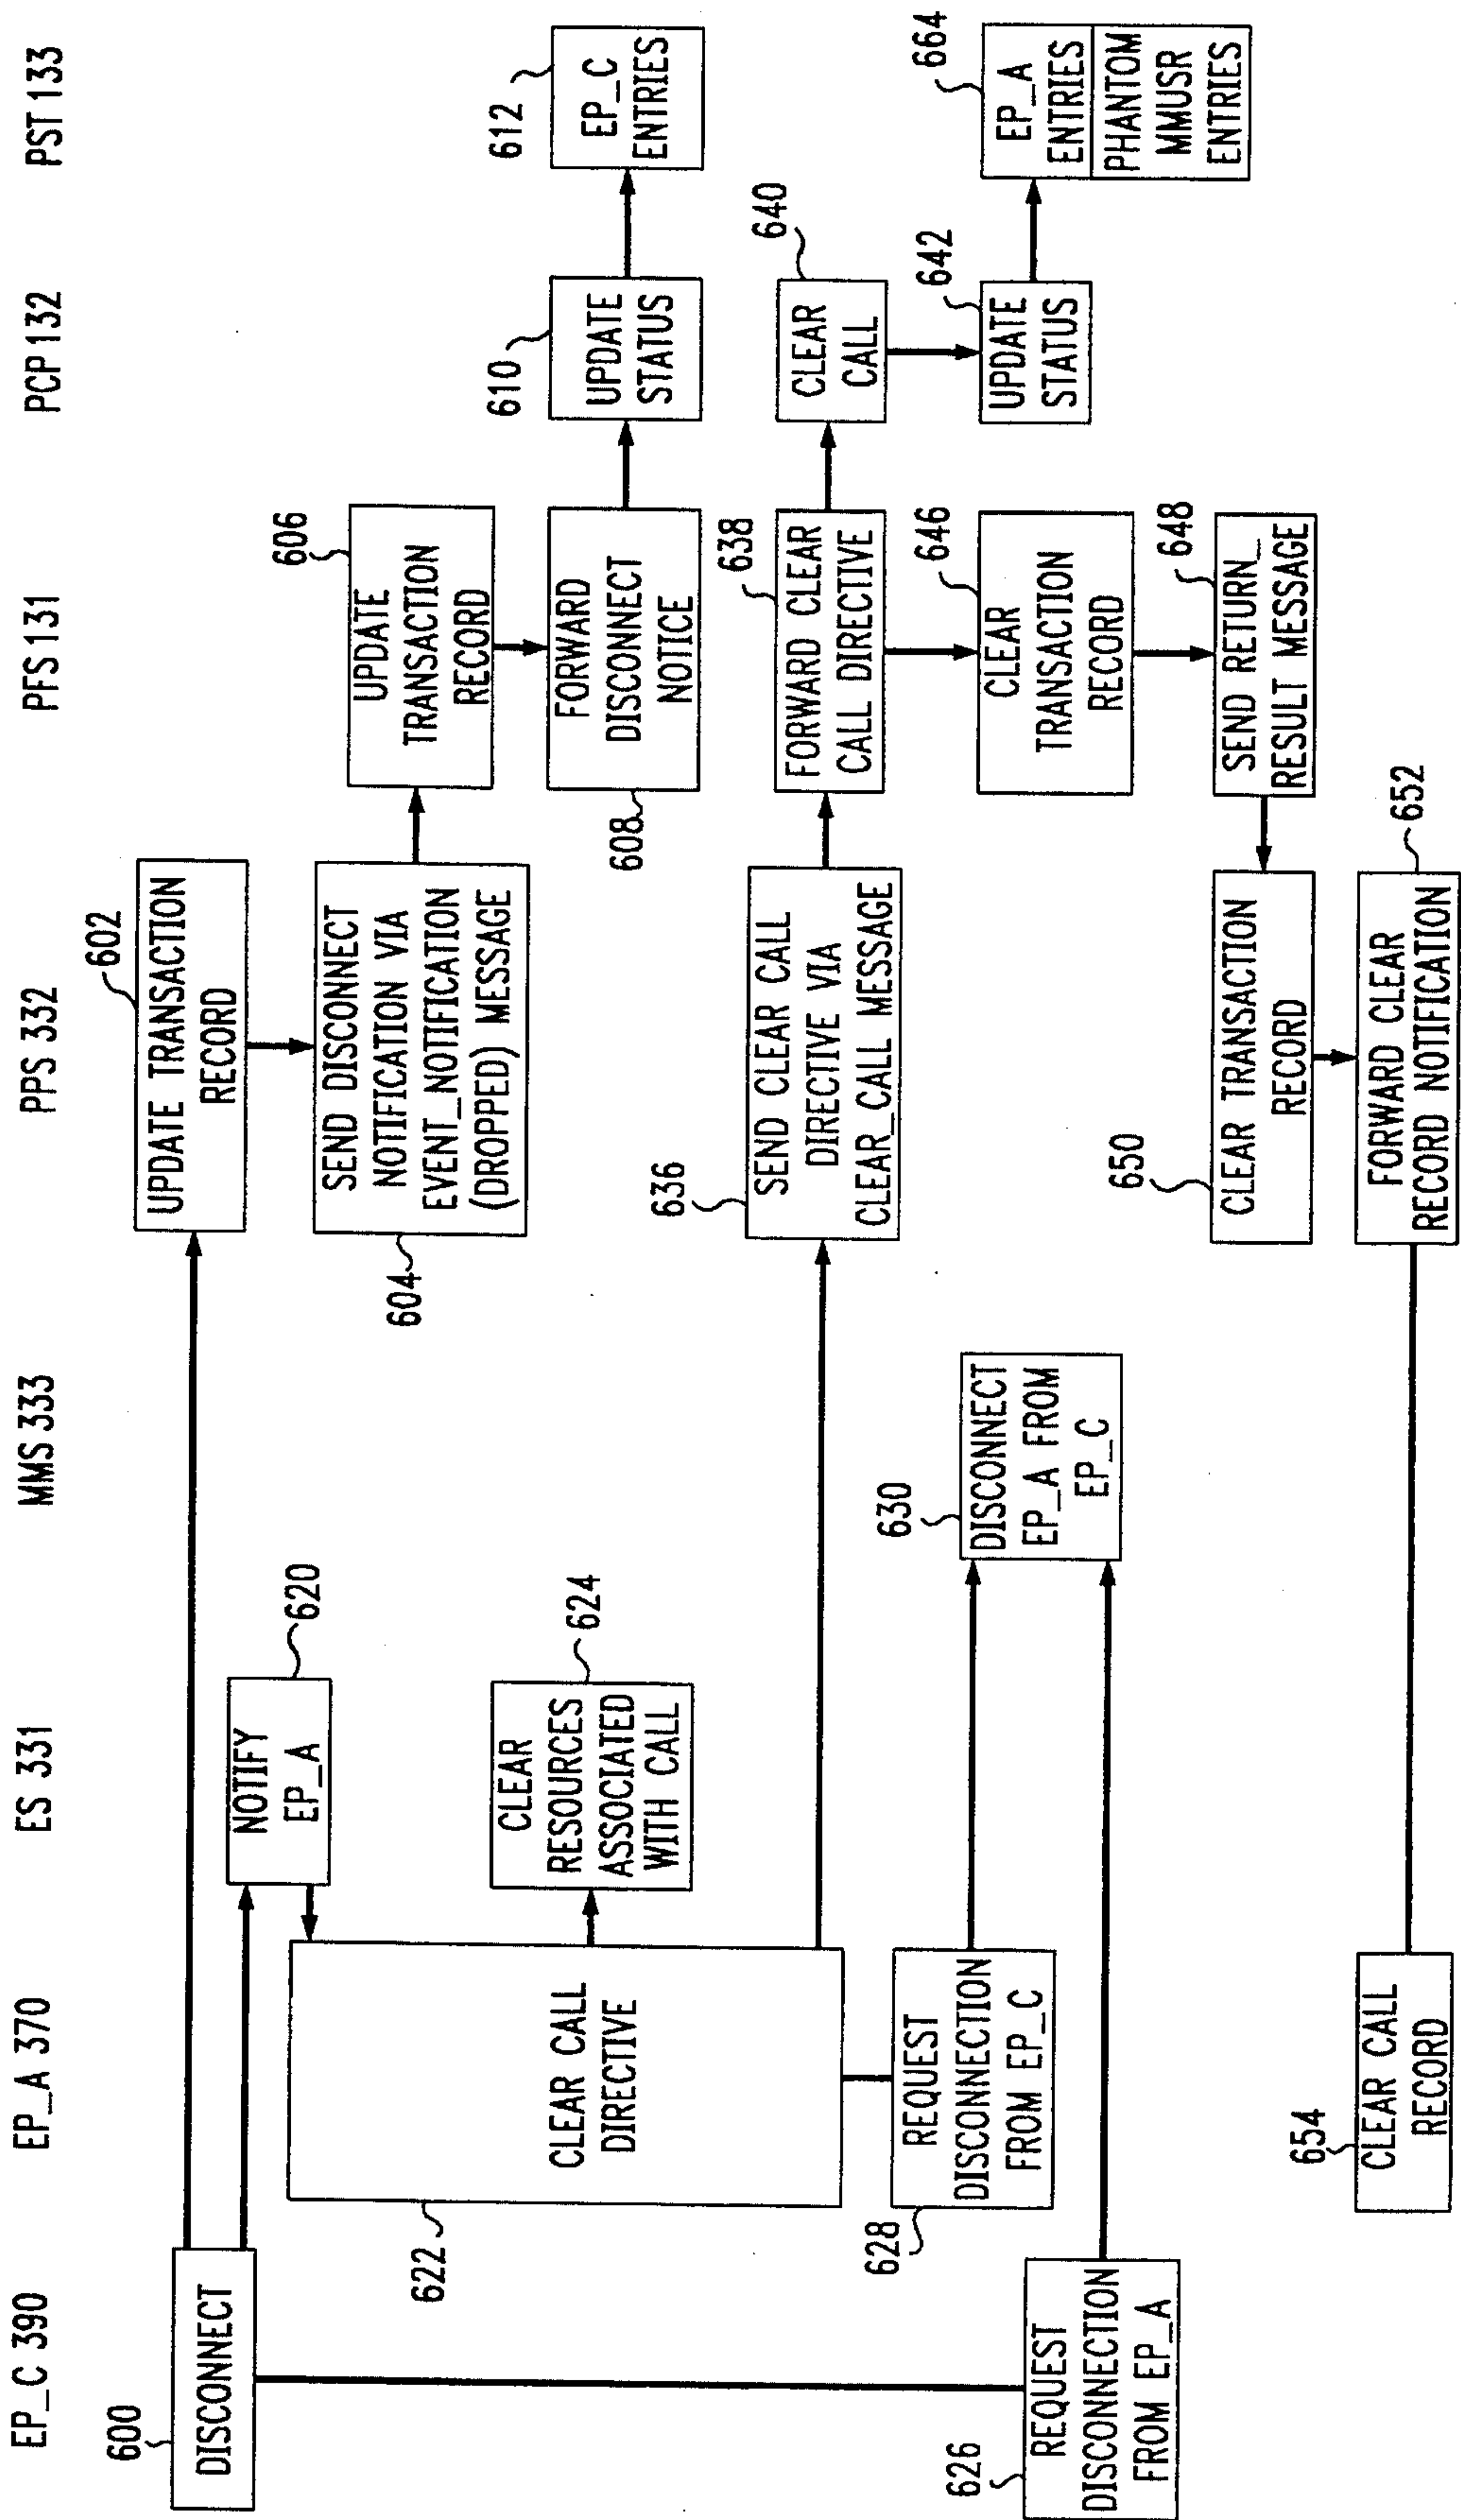 EP_C 390
EP_A 370
ES 331
MMS 333
PPS 332
PFS 131
PCP 132
PST 133
600
DISCONNECT
602
UPDATE TRANSACTION
RECORD
604
SEND DISCONNECT
NOTIFICATION VIA
EVENT_NOTIFICATION
(DROPPED) MESSAGE
606
UPDATE
TRANSACTION
RECORD
608
FORWARD
DISCONNECT
NOTICE
610
UPDATE
STATUS
612
EP_C
ENTRIES
620
NOTIFY
EP_A
622
CLEAR CALL
DIRECTIVE
624
CLEAR
RESOURCES
ASSOCIATED
WITH CALL
636
SEND CLEAR CALL
DIRECTIVE VIA
CLEAR_CALL MESSAGE
638
FORWARD CLEAR
CALL DIRECTIVE
640
CLEAR
CALL
642
UPDATE
STATUS
664
EP_A
ENTRIES
PHANTOM
MMUSR
ENTRIES
628
REQUEST
DISCONNECTION
FROM EP_C
630
DISCONNECT
EP_A FROM
EP_C
626
REQUEST
DISCONNECTION
FROM EP_A
646
CLEAR
TRANSACTION
RECORD
648
SEND RETURN_
RESULT MESSAGE
650
CLEAR TRANSACTION
RECORD
652
FORWARD CLEAR
RECORD NOTIFICATION
654
CLEAR CALL
RECORD